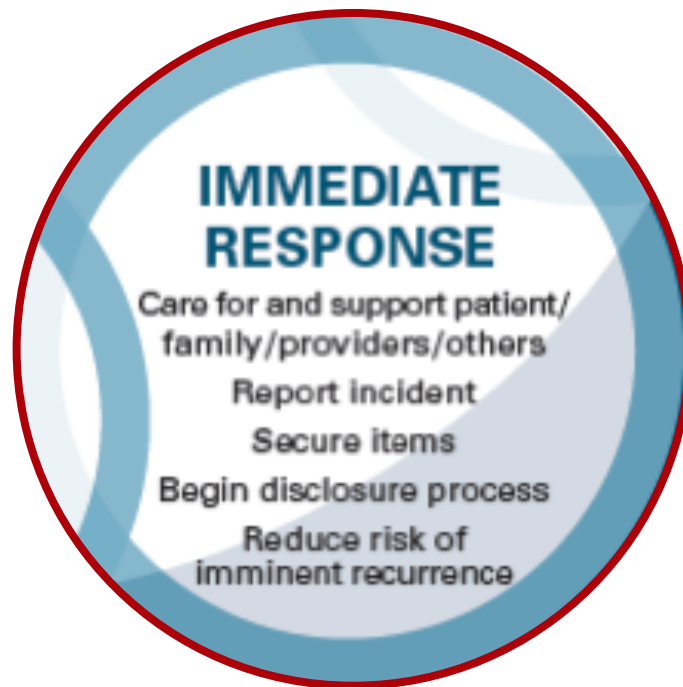 IMMEDIATE
RESPONSE
Care for and support patient/
family/providers/others
Report incident
Secure items
Begin disclosure process
Reduce risk of
imminent recurrence